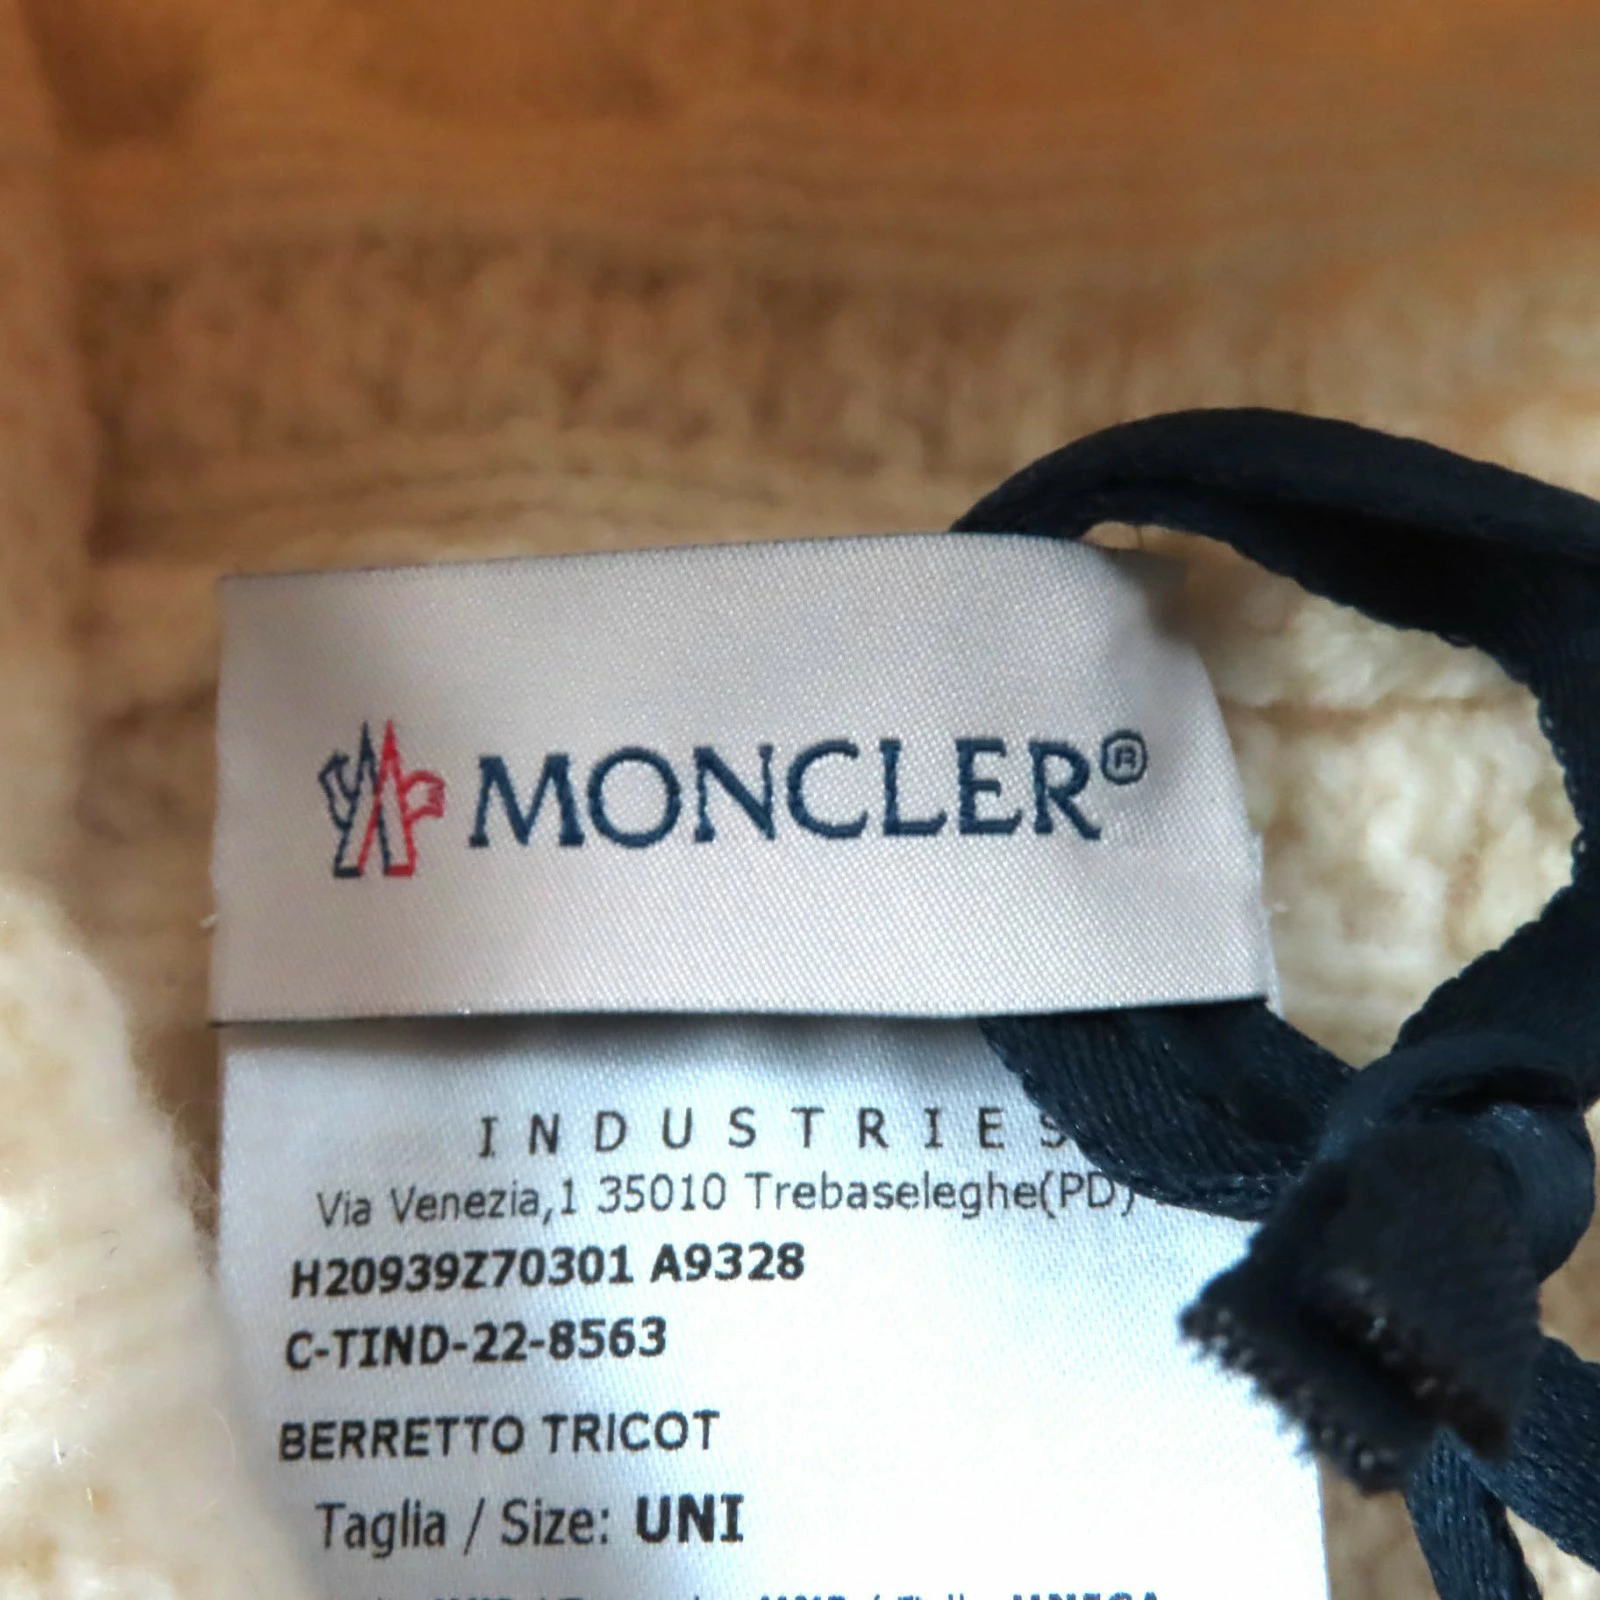 MONCLER®
INDUSTRIES
Via Venezia,1 35010 Trebaseleghe(PD)
H20939Z70301 A9328
C-TIND-22-8563
BERRETTO TRICOT
Taglia / Size: UNI